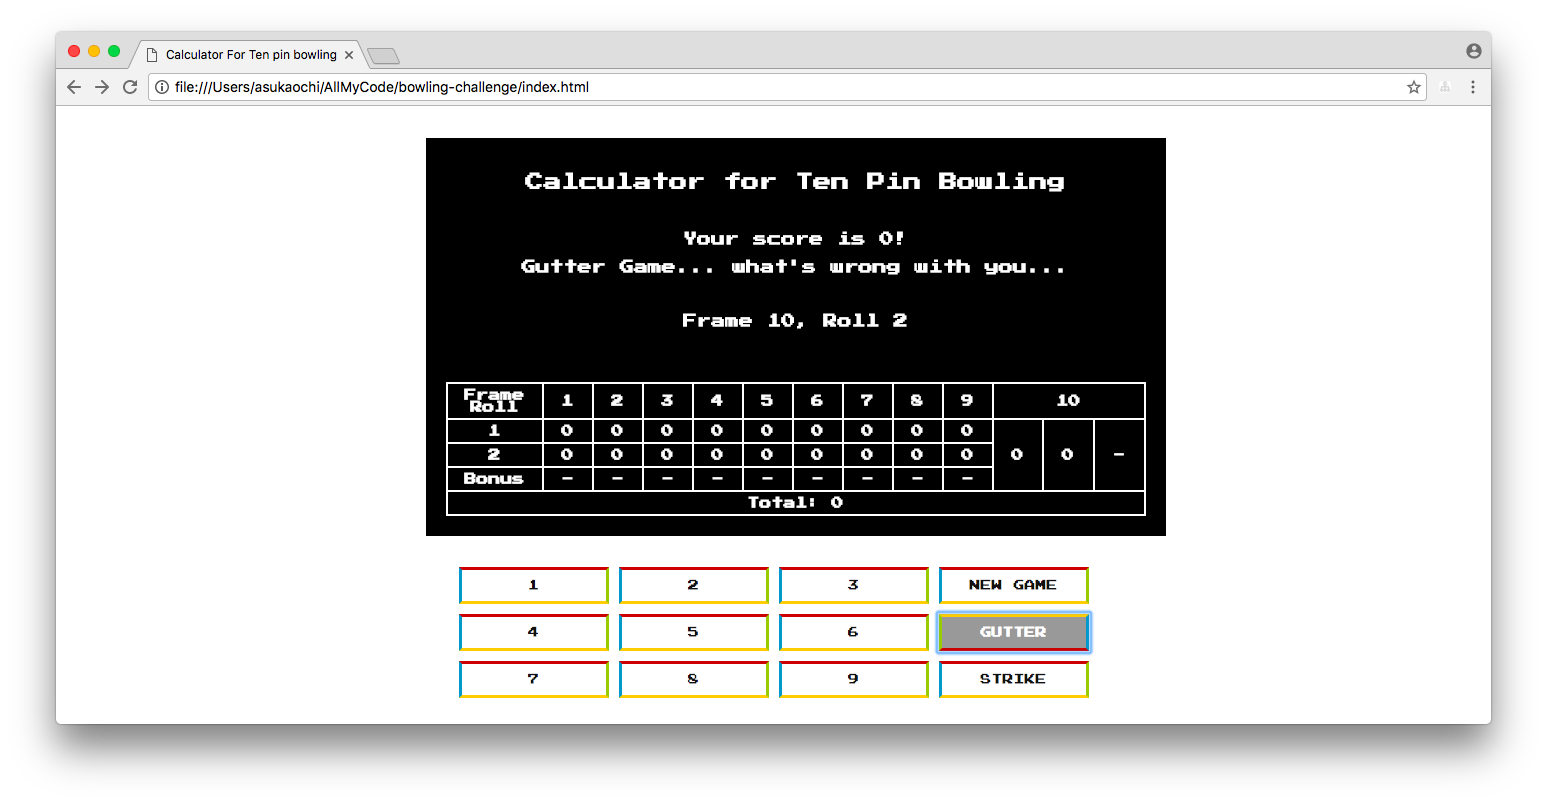 Calculator For Ten pin bowling
file:///Users/asukaochi/AllMyCode/bowling-challenge/index.html
Calculator for Ten Pin Bowling
Your score is 0!
Gutter Game... what's wrong with you...
Frame 10, Roll 2
Frame Roll 1 2 3 4 5 6 7 8 9 10
1 0 0 0 0 0 0 0 0 0
2 0 0 0 0 0 0 0 0 0 0 0 -
Bonus - - - - - - - - -
Total: 0
1 2 3 NEW GAME
4 5 6 GUTTER
7 8 9 STRIKE